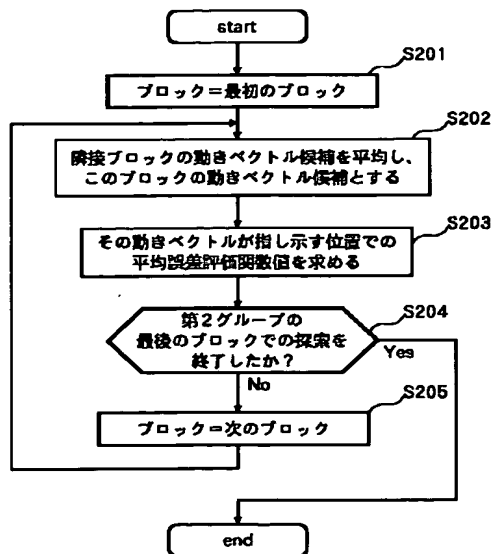 start
S201
ブロック＝最初のブロック
S202
隣接ブロックの動きベクトル候補を平均し、
このブロックの動きベクトル候補とする
S203
その動きベクトルが指し示す位置での
平均誤差評価関数値を求める
S204
第２グループの
最後のブロックでの探索を
終了したか？
Yes
No
S205
ブロック＝次のブロック
end